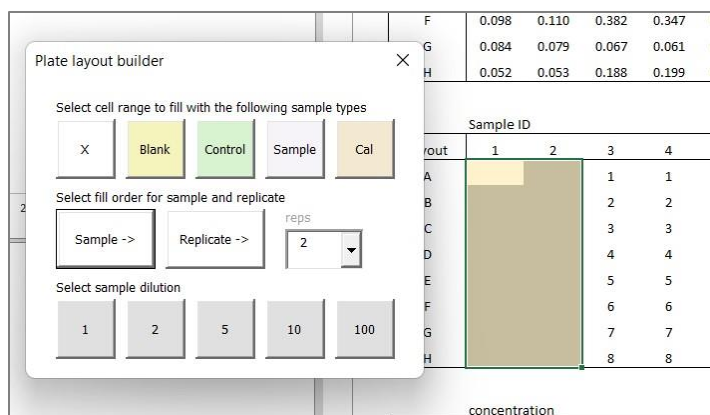 F 0.098 0.110 0.382 0.347
G 0.084 0.079 0.067 0.061
H 0.052 0.053 0.188 0.199
Plate layout builder
Select cell range to fill with the following sample types
X Blank Control Sample Cal
Select fill order for sample and replicate
reps
Sample -> Replicate -> 2
Select sample dilution
1 2 5 10 100
Sample ID
yout 1 2 3 4
A 1 1
B 2 2
C 3 3
D 4 4
E 5 5
F 6 6
G 7 7
H 8 8
2
concentration